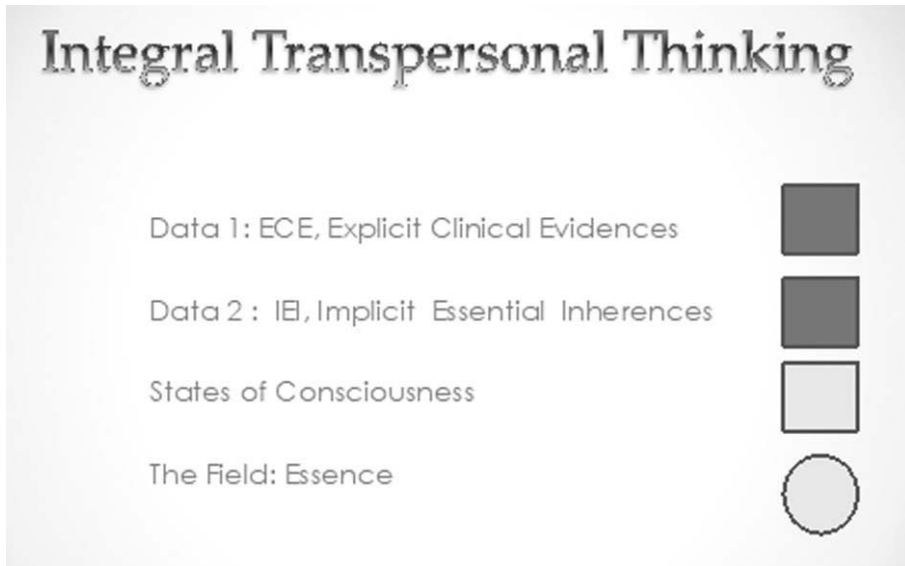 Integral Transpersonal Thinking
Data 1: ECE, Explicit Clinical Evidences
Data 2 : IEI, Implicit Essential Inherences
States of Consciousness
The Field: Essence